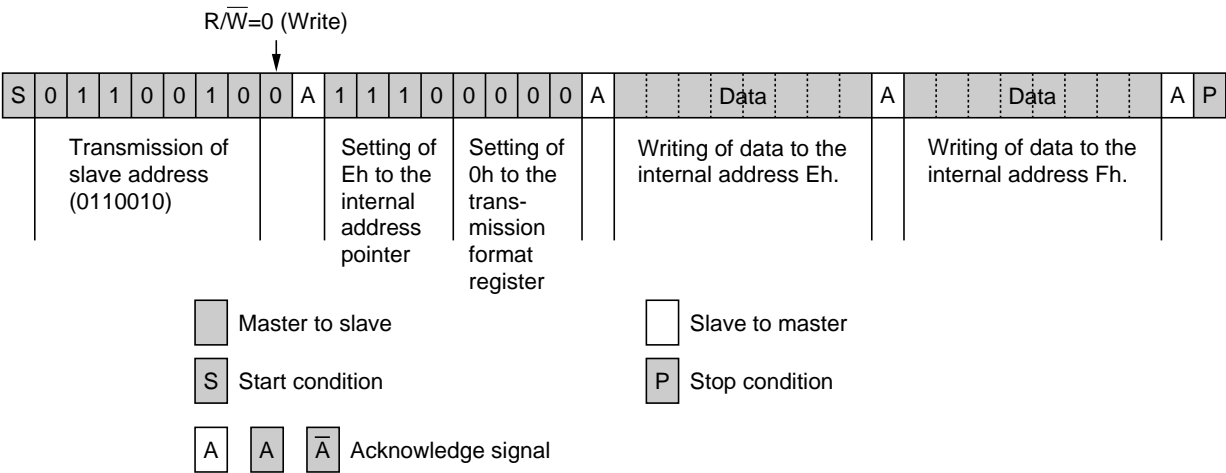 R/W̅=0 (Write)
S 0 1 1 0 0 1 0 0 A 1 1 1 0 0 0 0 0 A Data A Data A P
Transmission of
slave address
(0110010)
Setting of
Eh to the
internal
address
pointer
Setting of
0h to the
trans-
mission
format
register
Writing of data to the
internal address Eh.
Writing of data to the
internal address Fh.
Master to slave
Slave to master
S Start condition
P Stop condition
A A A̅ Acknowledge signal